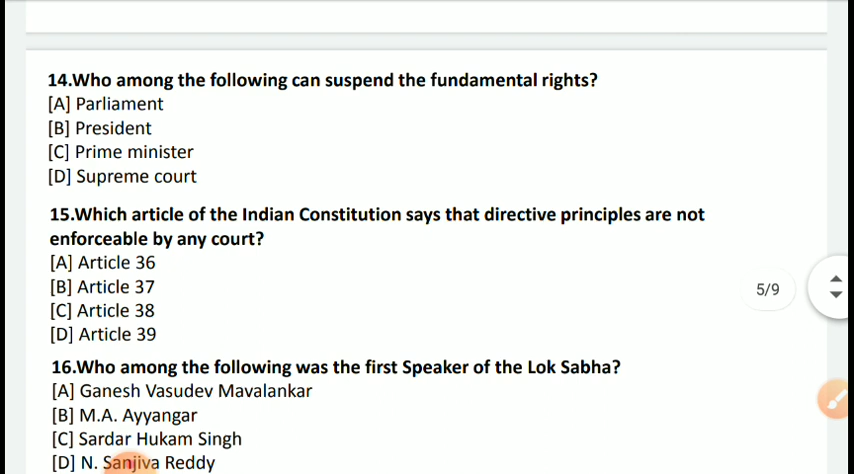 14.Who among the following can suspend the fundamental rights?
[A] Parliament
[B] President
[C] Prime minister
[D] Supreme court
15.Which article of the Indian Constitution says that directive principles are not
enforceable by any court?
[A] Article 36
[B] Article 37
[C] Article 38
[D] Article 39
5/9
16.Who among the following was the first Speaker of the Lok Sabha?
[A] Ganesh Vasudev Mavalankar
[B] M.A. Ayyangar
[C] Sardar Hukam Singh
[D] N. Sanjiva Reddy